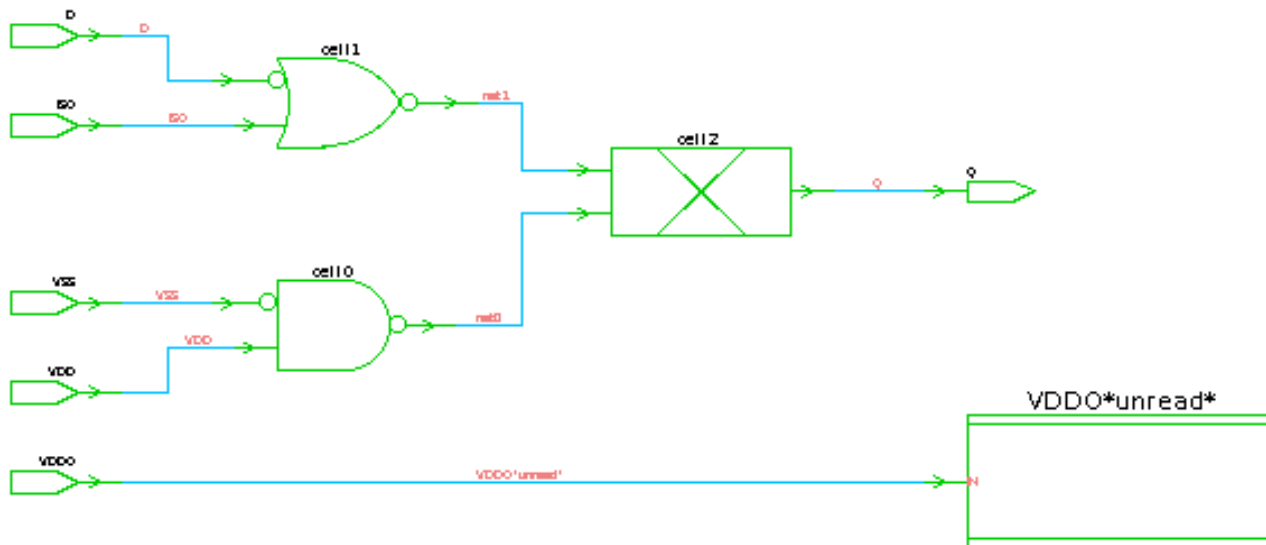 D
D
cell1
ISO
ISO
net1
cell2
Q
Q
VSS
VSS
cell0
VDD
VDD
net0
VDDO*unread*
VDDO
VDDO*unread*
N